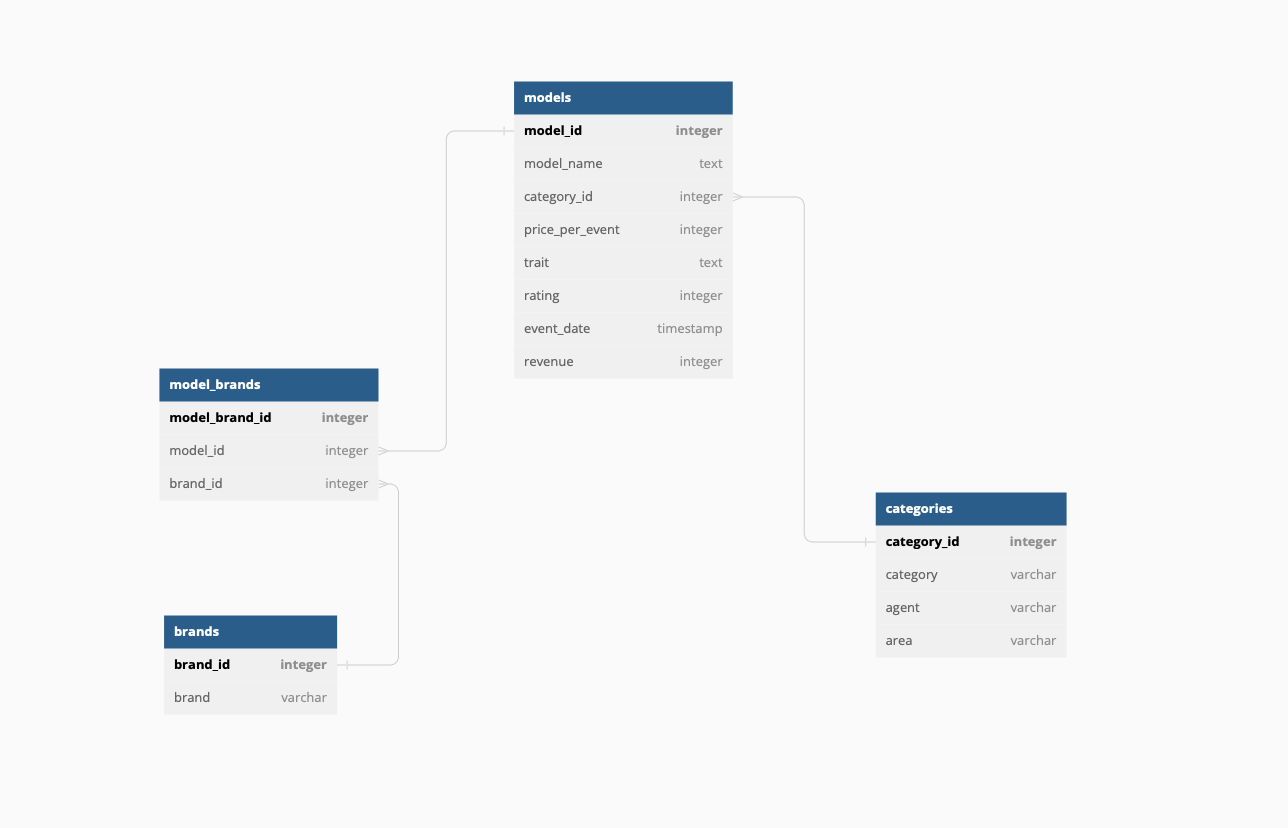 models
model_id integer
model_name text
category_id integer
price_per_event integer
trait text
rating integer
event_date timestamp
revenue integer
model_brands
model_brand_id integer
model_id integer
brand_id integer
categories
category_id integer
category varchar
agent varchar
area varchar
brands
brand_id integer
brand varchar